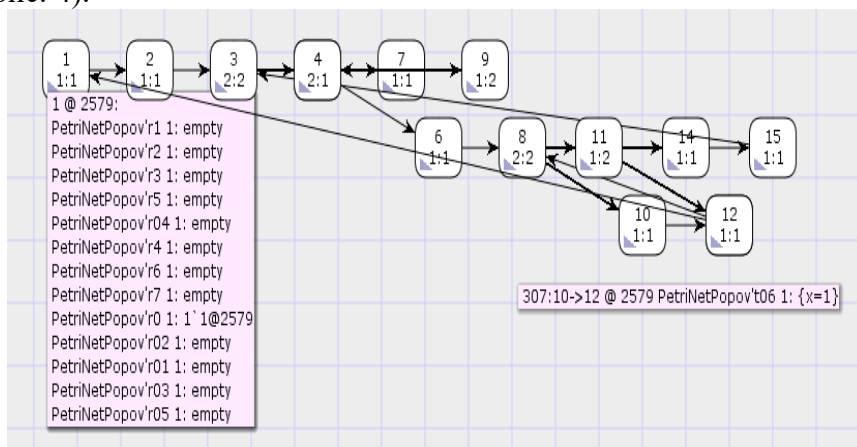 1
1:1
2
1:1
3
2:2
4
2:1
7
1:1
9
1:2
6
1:1
8
2:2
11
1:2
14
1:1
15
1:1
10
1:1
12
1:1
1 @ 2579:
PetriNetPopov'r1 1: empty
PetriNetPopov'r2 1: empty
PetriNetPopov'r3 1: empty
PetriNetPopov'r5 1: empty
PetriNetPopov'r04 1: empty
PetriNetPopov'r4 1: empty
PetriNetPopov'r6 1: empty
PetriNetPopov'r7 1: empty
PetriNetPopov'r0 1: 1`1@2579
PetriNetPopov'r02 1: empty
PetriNetPopov'r01 1: empty
PetriNetPopov'r03 1: empty
PetriNetPopov'r05 1: empty
307:10->12 @ 2579 PetriNetPopov't06 1: {x=1}